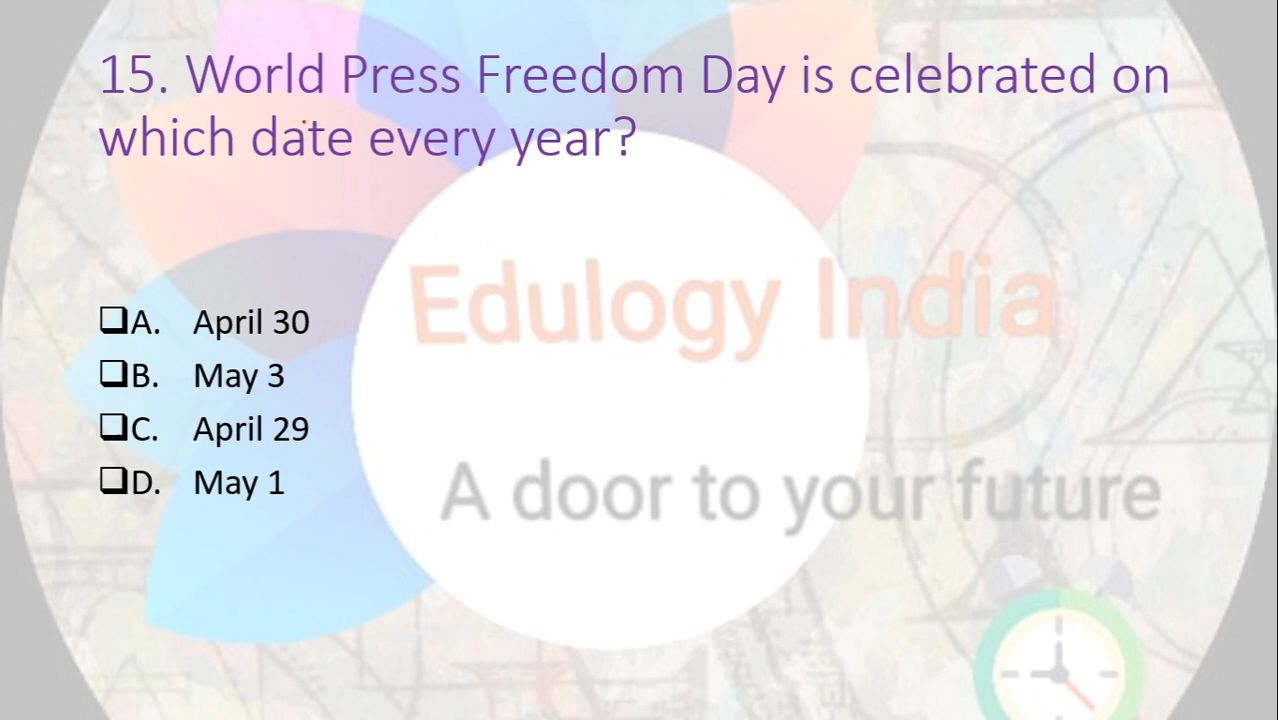 15. World Press Freedom Day is celebrated on
which date every year?
Edulogy India
❑A. April 30
❑B. May 3
❑C. April 29
❑D. May 1
A door to your future